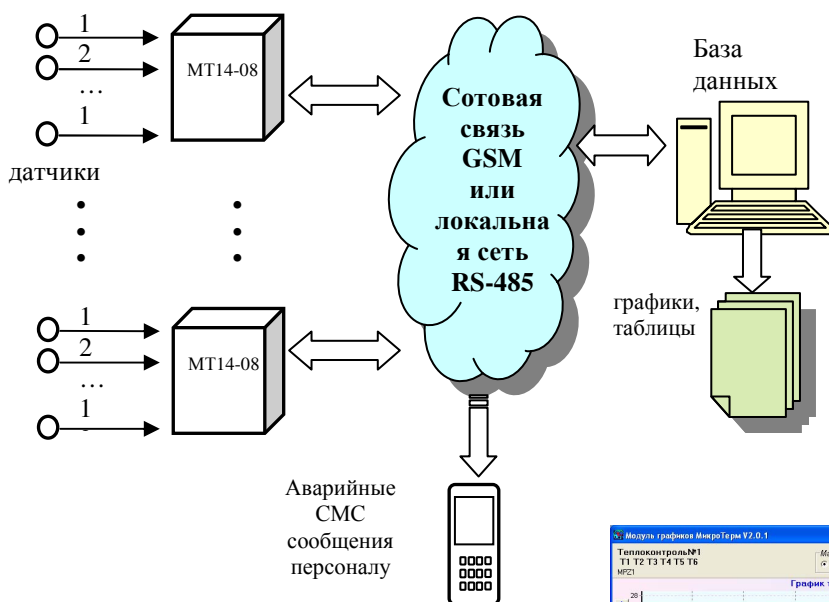 1
2
…
1
датчики
МТ14-08
Сотовая
связь
GSM
или
локальна
я сеть
RS-485
База
данных
графики,
таблицы
1
2
…
1
МТ14-08
Аварийные
СМС
сообщения
персоналу
Модуль графиков МикроТерм V2.0.1
Теплоконтроль№1
T1 T2 T3 T4 T5 T6
MPZ1
График
20